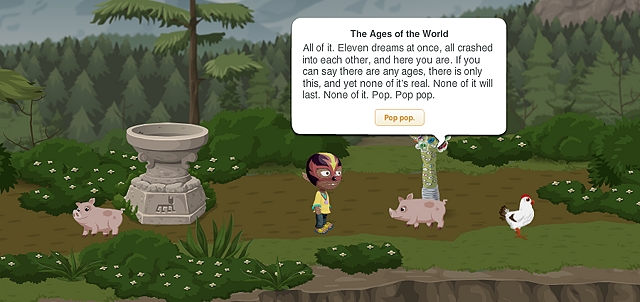 The Ages of the World
All of it. Eleven dreams at once, all crashed
into each other, and here you are. If you
can say there are any ages, there is only
this, and yet none of it's real. None of it will
last. None of it. Pop. Pop pop.
Pop pop.